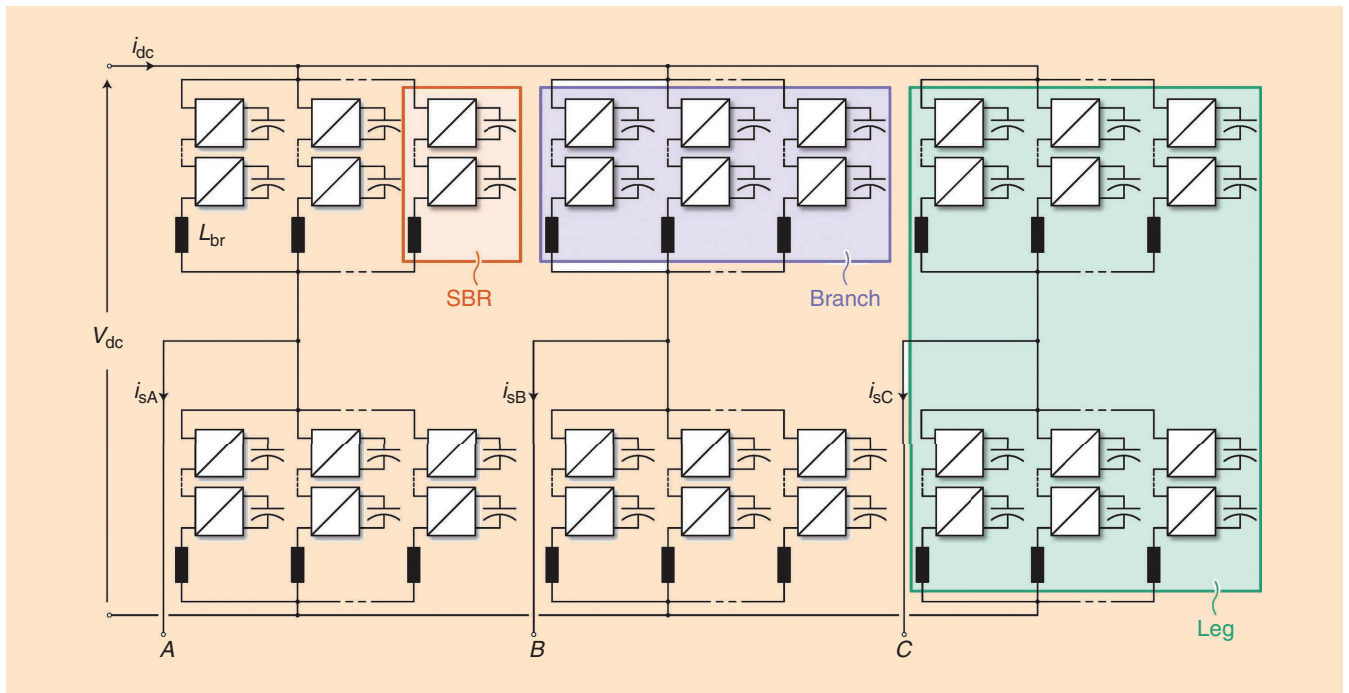 i_dc
L_br
SBR
Branch
V_dc
i_sA
i_sB
i_sC
A
B
C
Leg